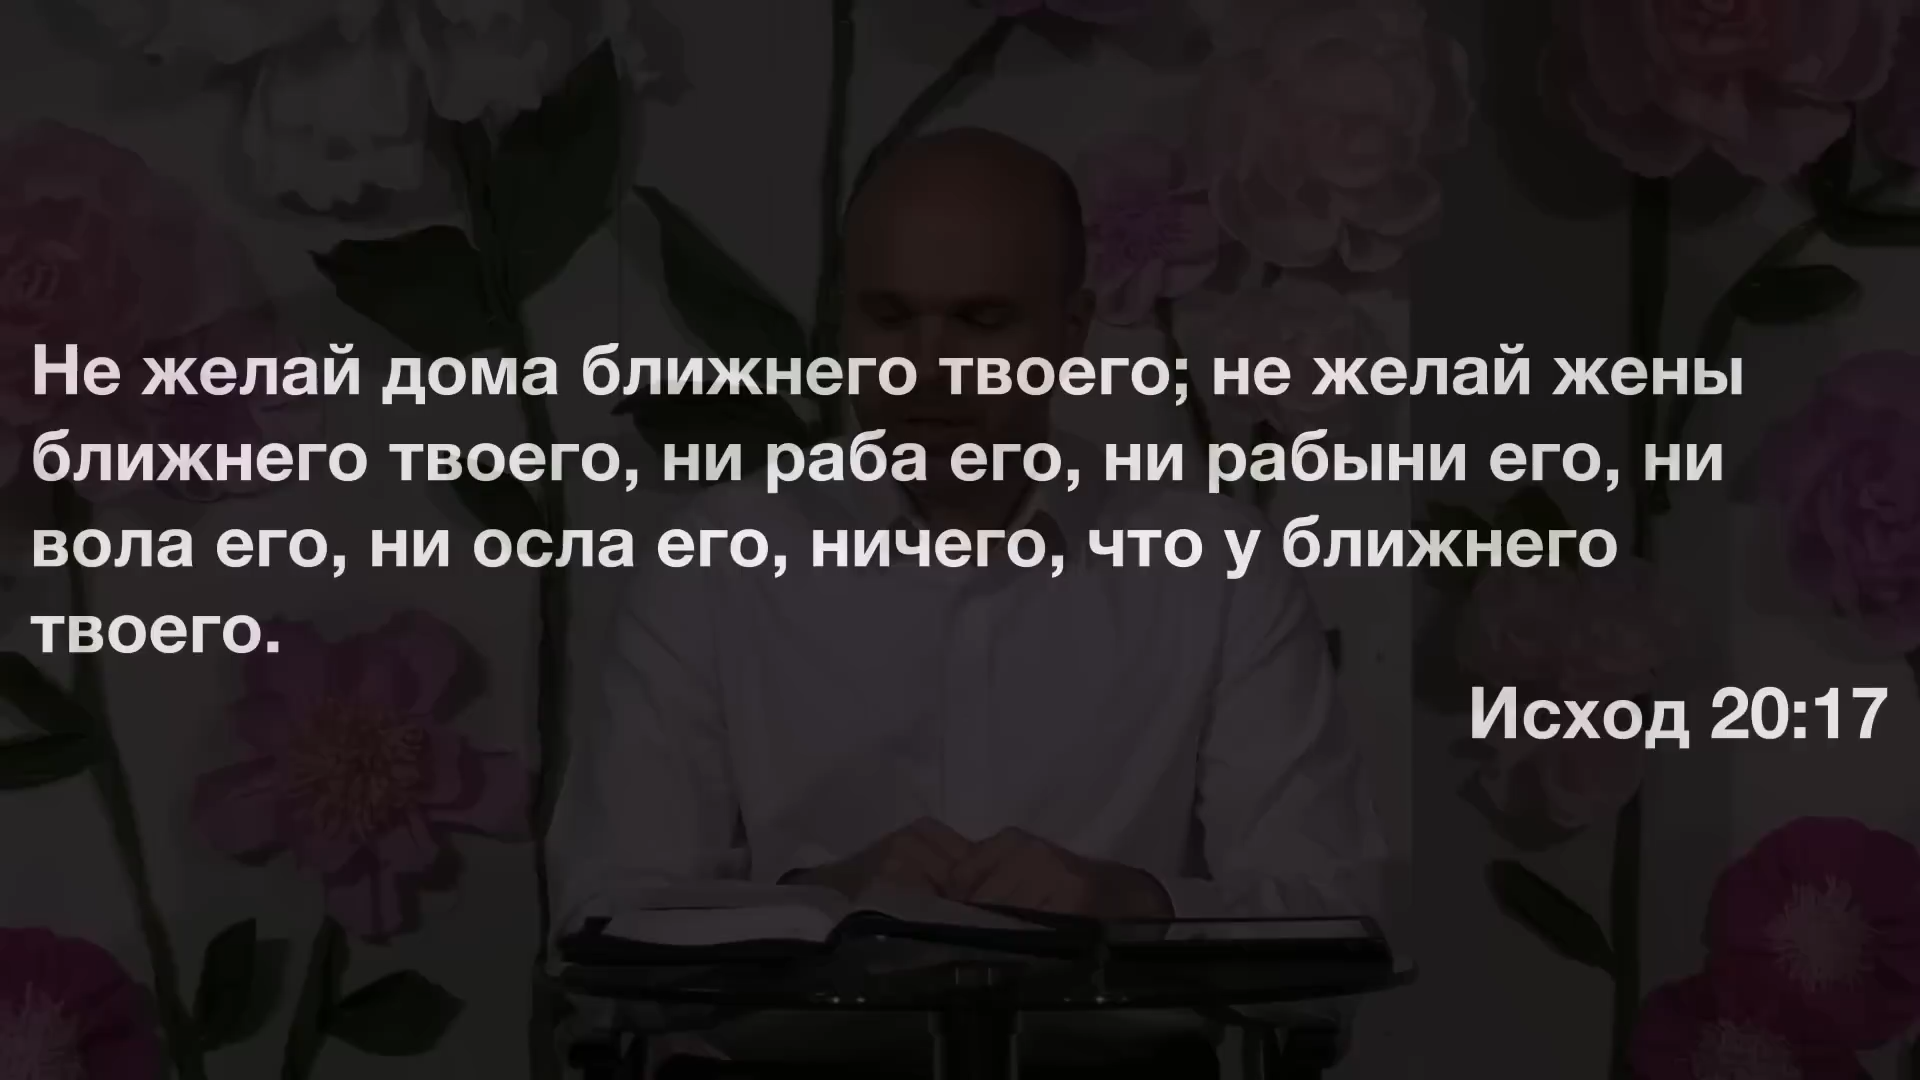 Не желай дома ближнего твоего; не желай жены
ближнего твоего, ни раба его, ни рабыни его, ни
вола его, ни осла его, ничего, что у ближнего
твоего.
Исход 20:17